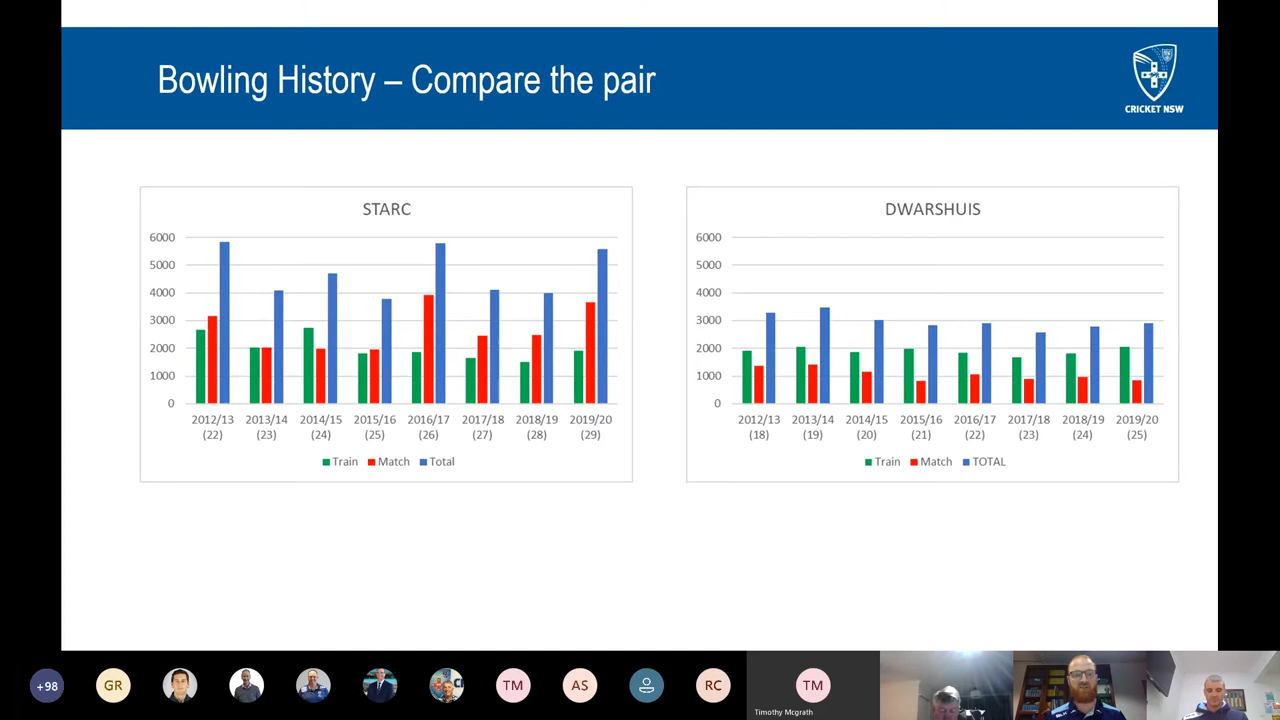 Bowling History – Compare the pair
CRICKET NSW
STARC
6000
5000
4000
3000
2000
1000
0
2012/13 2013/14 2014/15 2015/16 2016/17 2017/18 2018/19 2019/20
(22) (23) (24) (25) (26) (27) (28) (29)
Train Match Total
DWARSHUIS
6000
5000
4000
3000
2000
1000
0
2012/13 2013/14 2014/15 2015/16 2016/17 2017/18 2018/19 2019/20
(18) (19) (20) (21) (22) (23) (24) (25)
Train Match TOTAL
+98 GR TM AS RC TM
Timothy Mcgrath